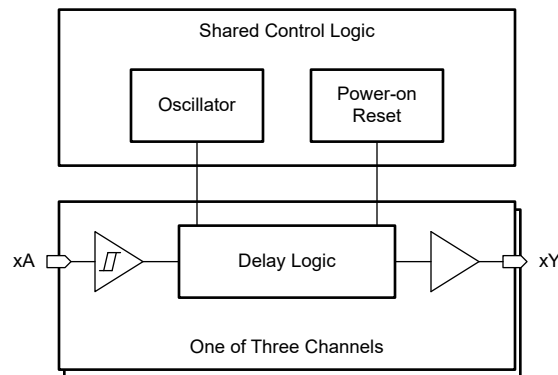 Shared Control Logic
Oscillator
Power-on
Reset
xA
Delay Logic
xY
One of Three Channels